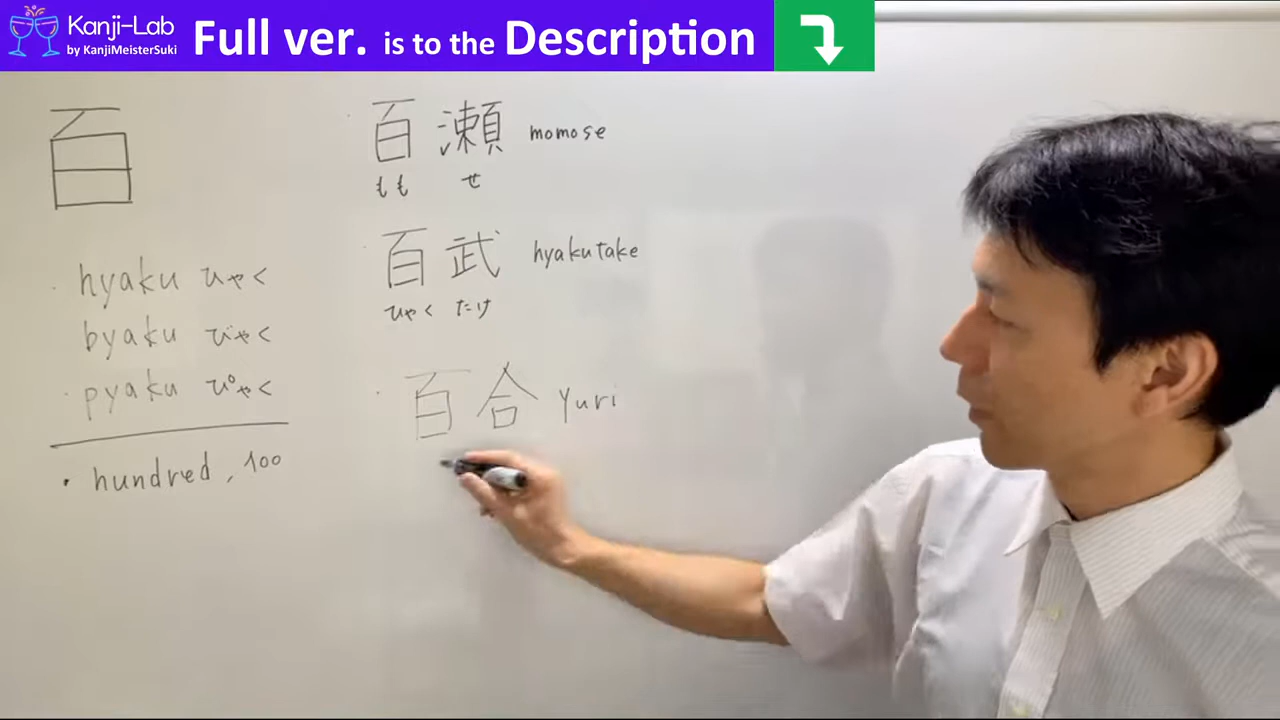 Kanji-Lab
by KanjiMeisterSuki
Full ver. is to the Description
百
hyaku ひゃく
byaku びゃく
pyaku ぴゃく
・hundred, 100
百瀬 momose
もも せ
百武 hyakutake
ひゃく たけ
百合 yuri